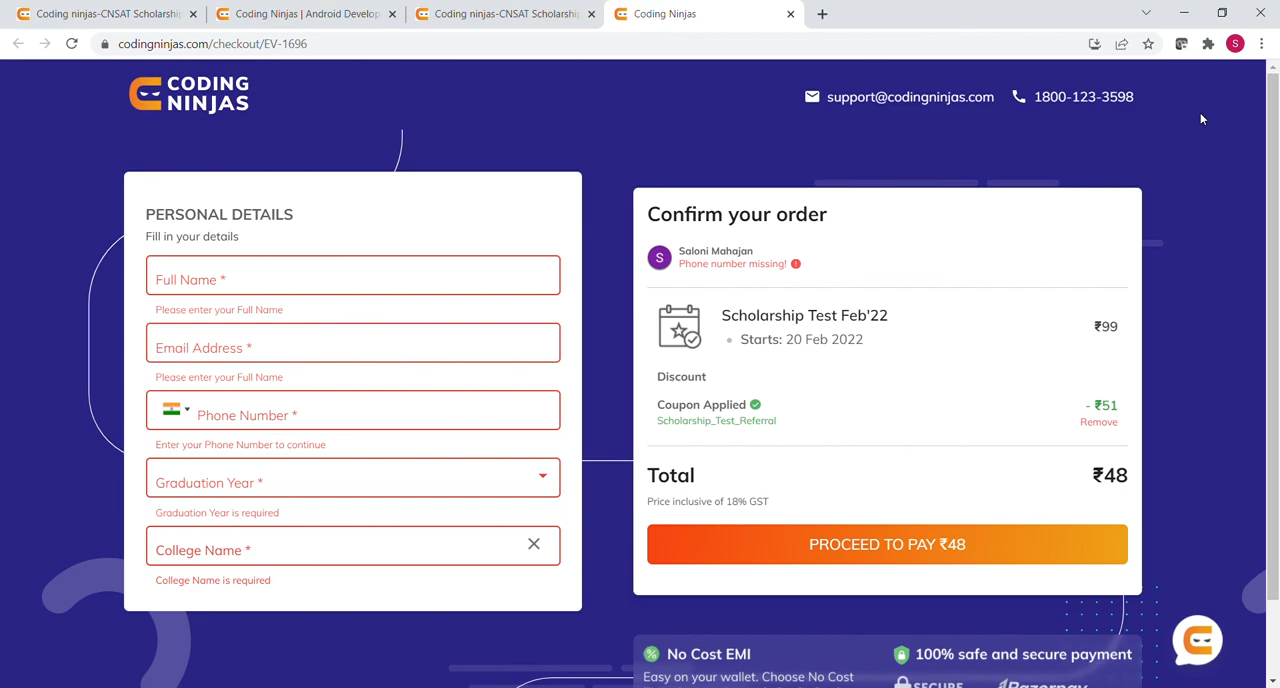 Coding ninjas-CNSAT Scholarship
Coding Ninjas | Android Develop
Coding ninjas-CNSAT Scholarship
Coding Ninjas
codingninjas.com/checkout/EV-1696
S
CODING
NINJAS
support@codingninjas.com
1800-123-3598
PERSONAL DETAILS
Fill in your details
Full Name *
Please enter your Full Name
Email Address *
Please enter your Full Name
Phone Number *
Enter your Phone Number to continue
Graduation Year *
Graduation Year is required
College Name *
College Name is required
Confirm your order
S
Saloni Mahajan
Phone number missing!
Scholarship Test Feb'22
Starts: 20 Feb 2022
₹99
Discount
Coupon Applied
- ₹51
Scholarship_Test_Referral
Remove
Total
₹48
Price inclusive of 18% GST
PROCEED TO PAY ₹48
No Cost EMI
Easy on your wallet. Choose No Cost
100% safe and secure payment
SECURE
Razorpay